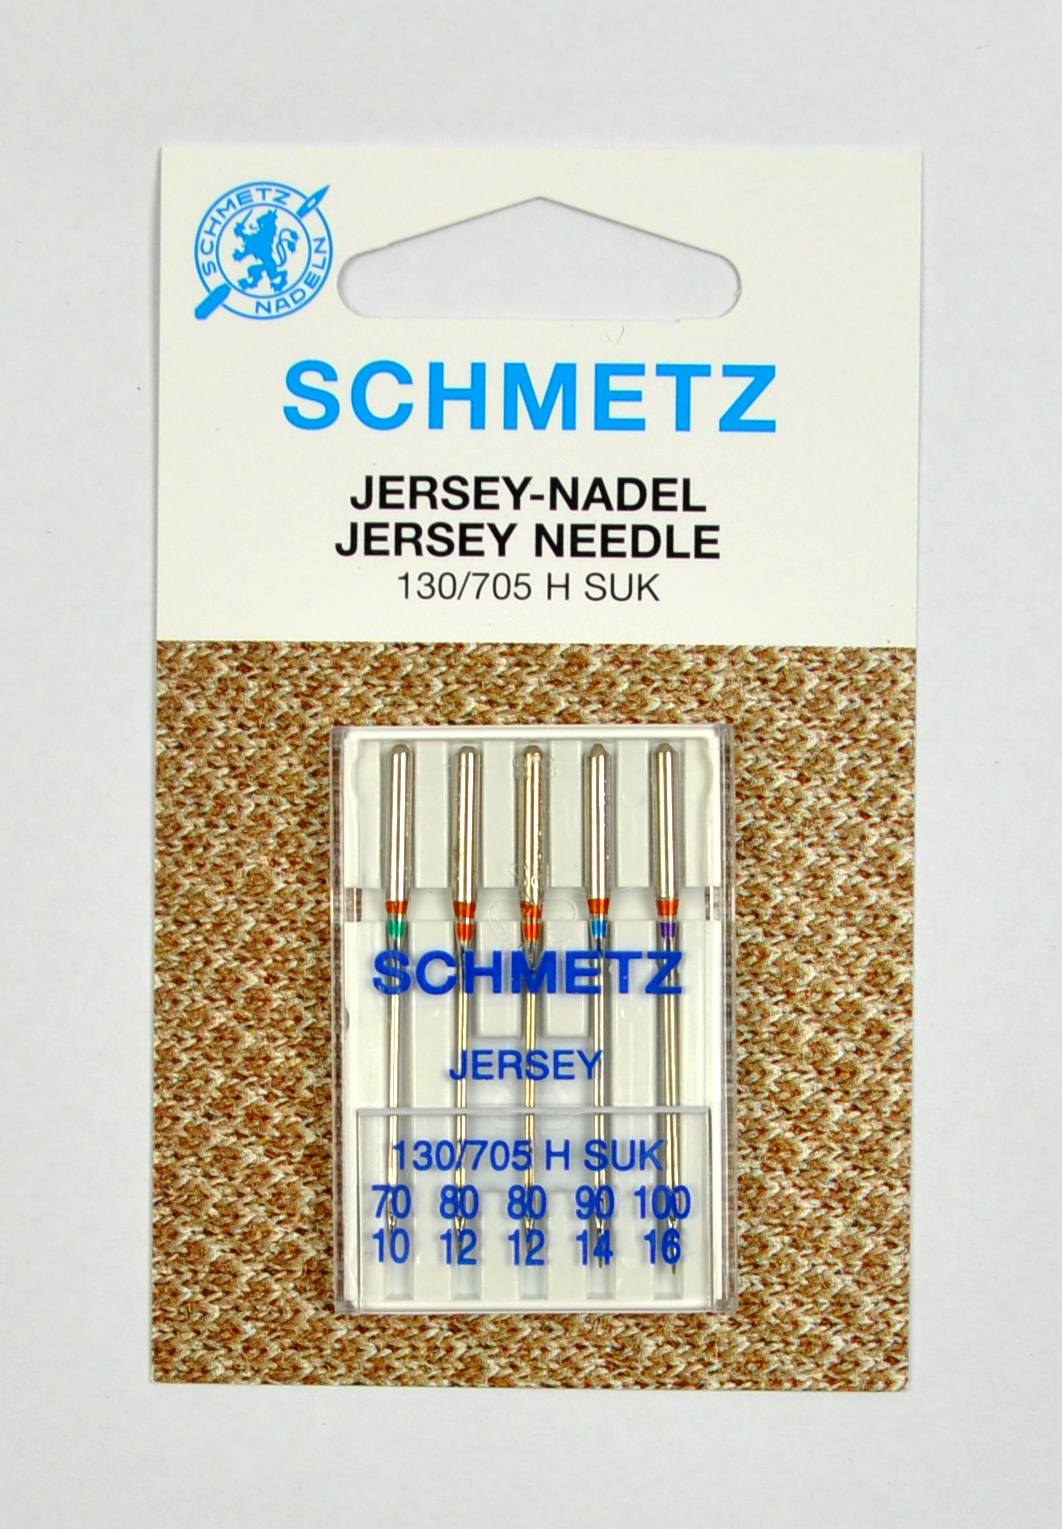 SCHMETZ
NADELN
SCHMETZ
JERSEY-NADEL
JERSEY NEEDLE
130/705 H SUK
SCHMETZ
JERSEY
130/705 H SUK
70 80 80 90 100
10 12 12 14 16